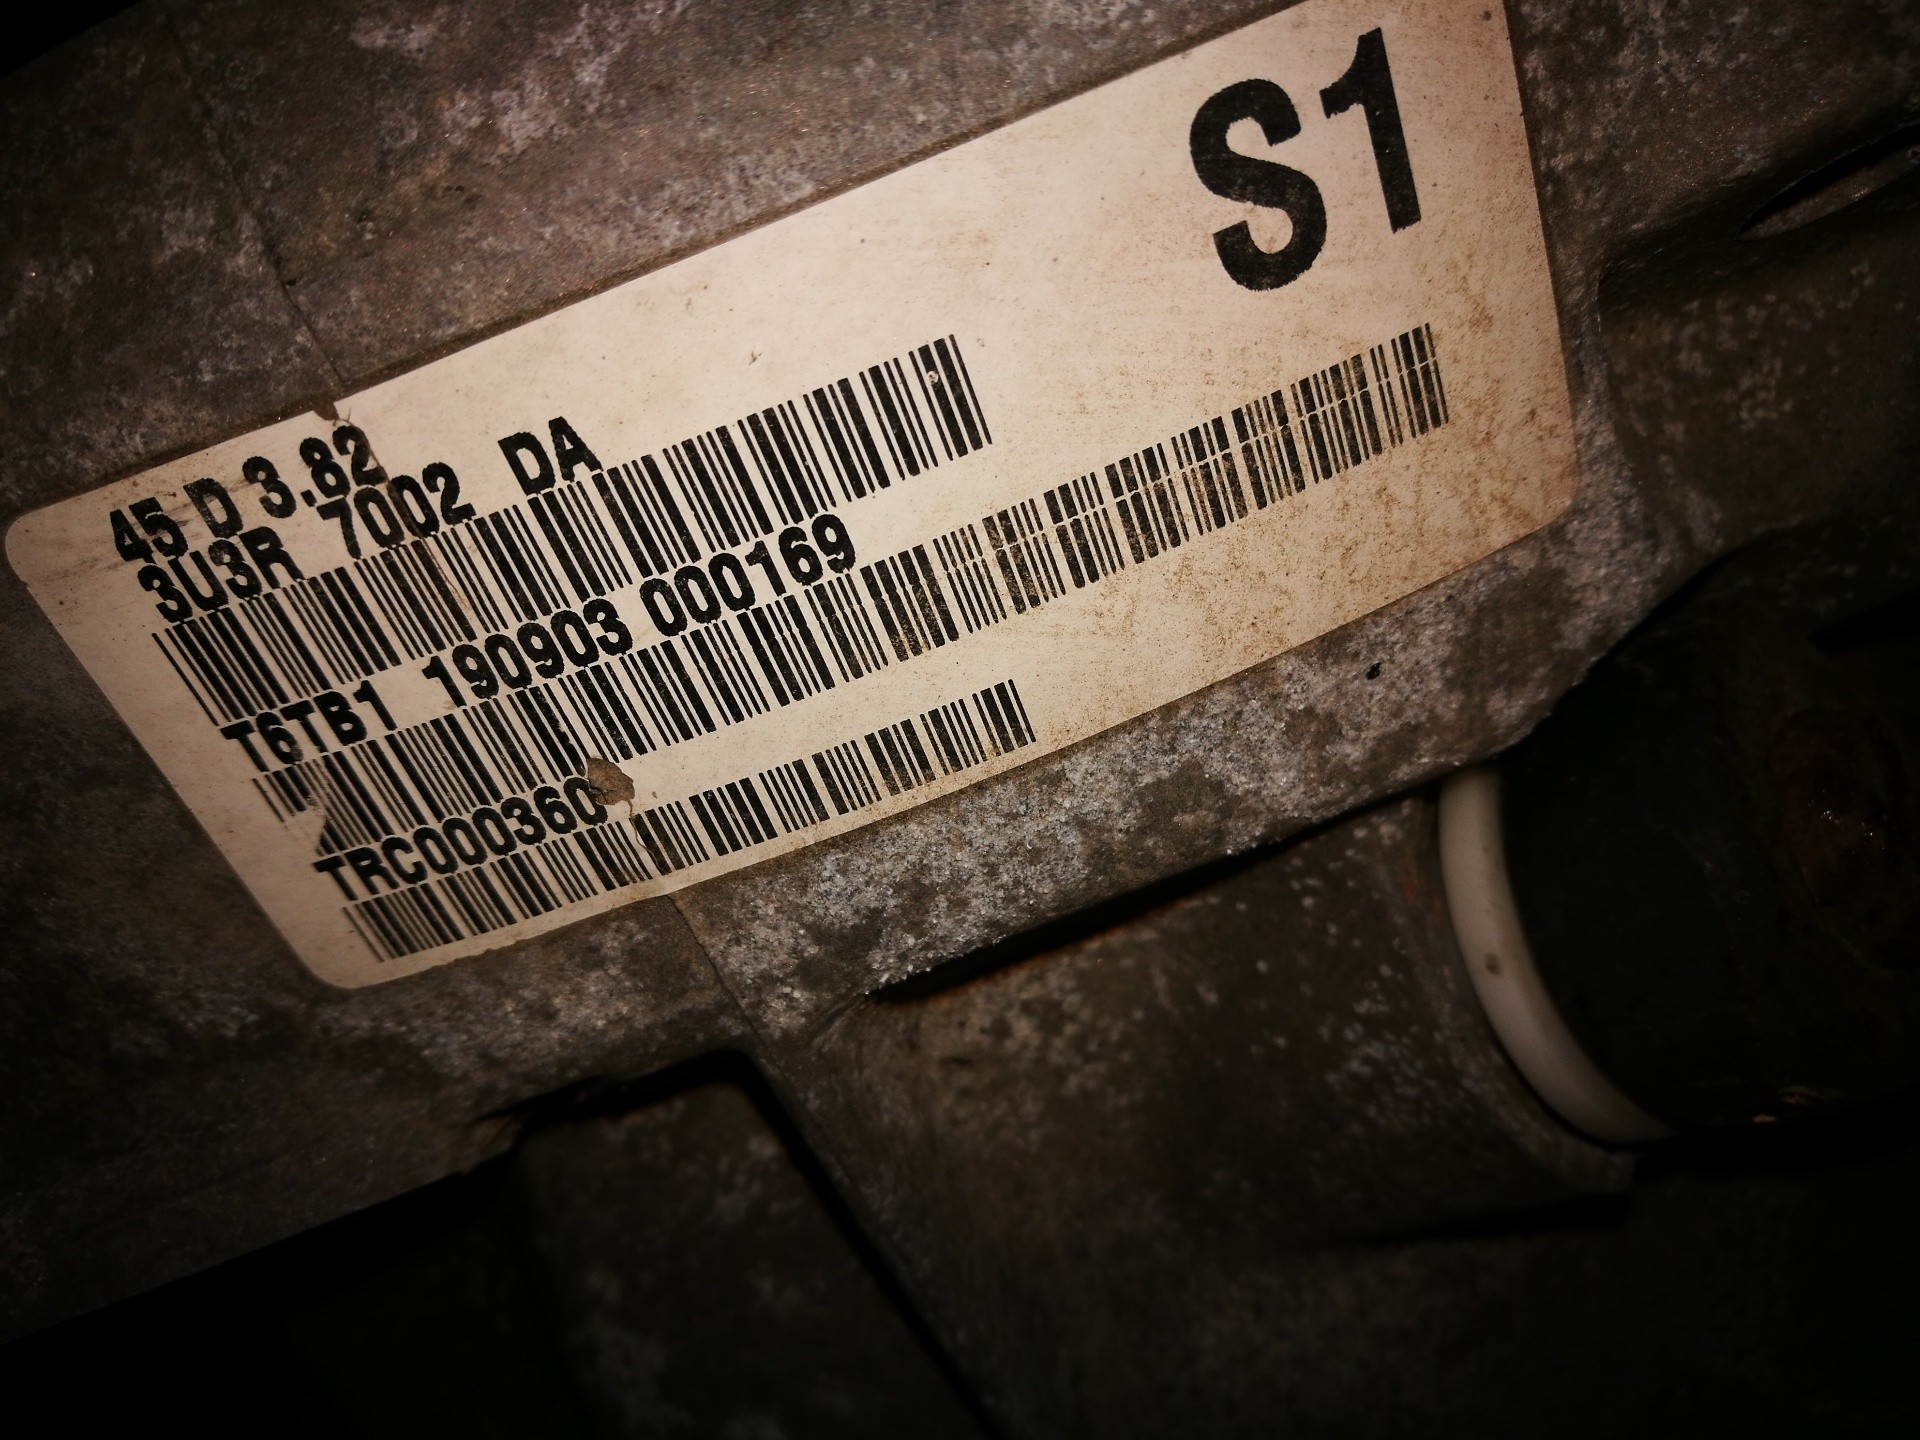 S1
45 D 3.82
3U3R 7002 DA
T6TB1 190903 000169
TRC000360